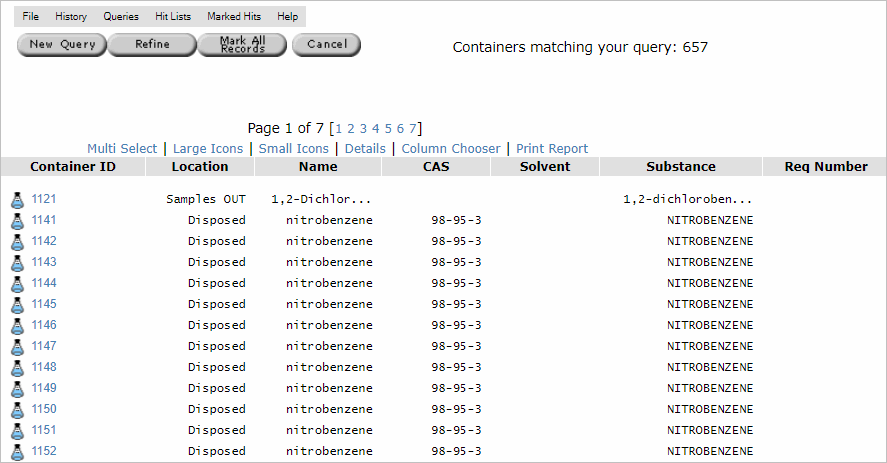 File History Queries Hit Lists Marked Hits Help
New Query Refine Mark All Records Cancel
Containers matching your query: 657
Page 1 of 7 [1 2 3 4 5 6 7]
Multi Select | Large Icons | Small Icons | Details | Column Chooser | Print Report
Container ID Location Name CAS Solvent Substance Req Number
1121 Samples OUT 1,2-Dichlor... 1,2-dichloroben...
1141 Disposed nitrobenzene 98-95-3 NITROBENZENE
1142 Disposed nitrobenzene 98-95-3 NITROBENZENE
1143 Disposed nitrobenzene 98-95-3 NITROBENZENE
1144 Disposed nitrobenzene 98-95-3 NITROBENZENE
1145 Disposed nitrobenzene 98-95-3 NITROBENZENE
1146 Disposed nitrobenzene 98-95-3 NITROBENZENE
1147 Disposed nitrobenzene 98-95-3 NITROBENZENE
1148 Disposed nitrobenzene 98-95-3 NITROBENZENE
1149 Disposed nitrobenzene 98-95-3 NITROBENZENE
1150 Disposed nitrobenzene 98-95-3 NITROBENZENE
1151 Disposed nitrobenzene 98-95-3 NITROBENZENE
1152 Disposed nitrobenzene 98-95-3 NITROBENZENE